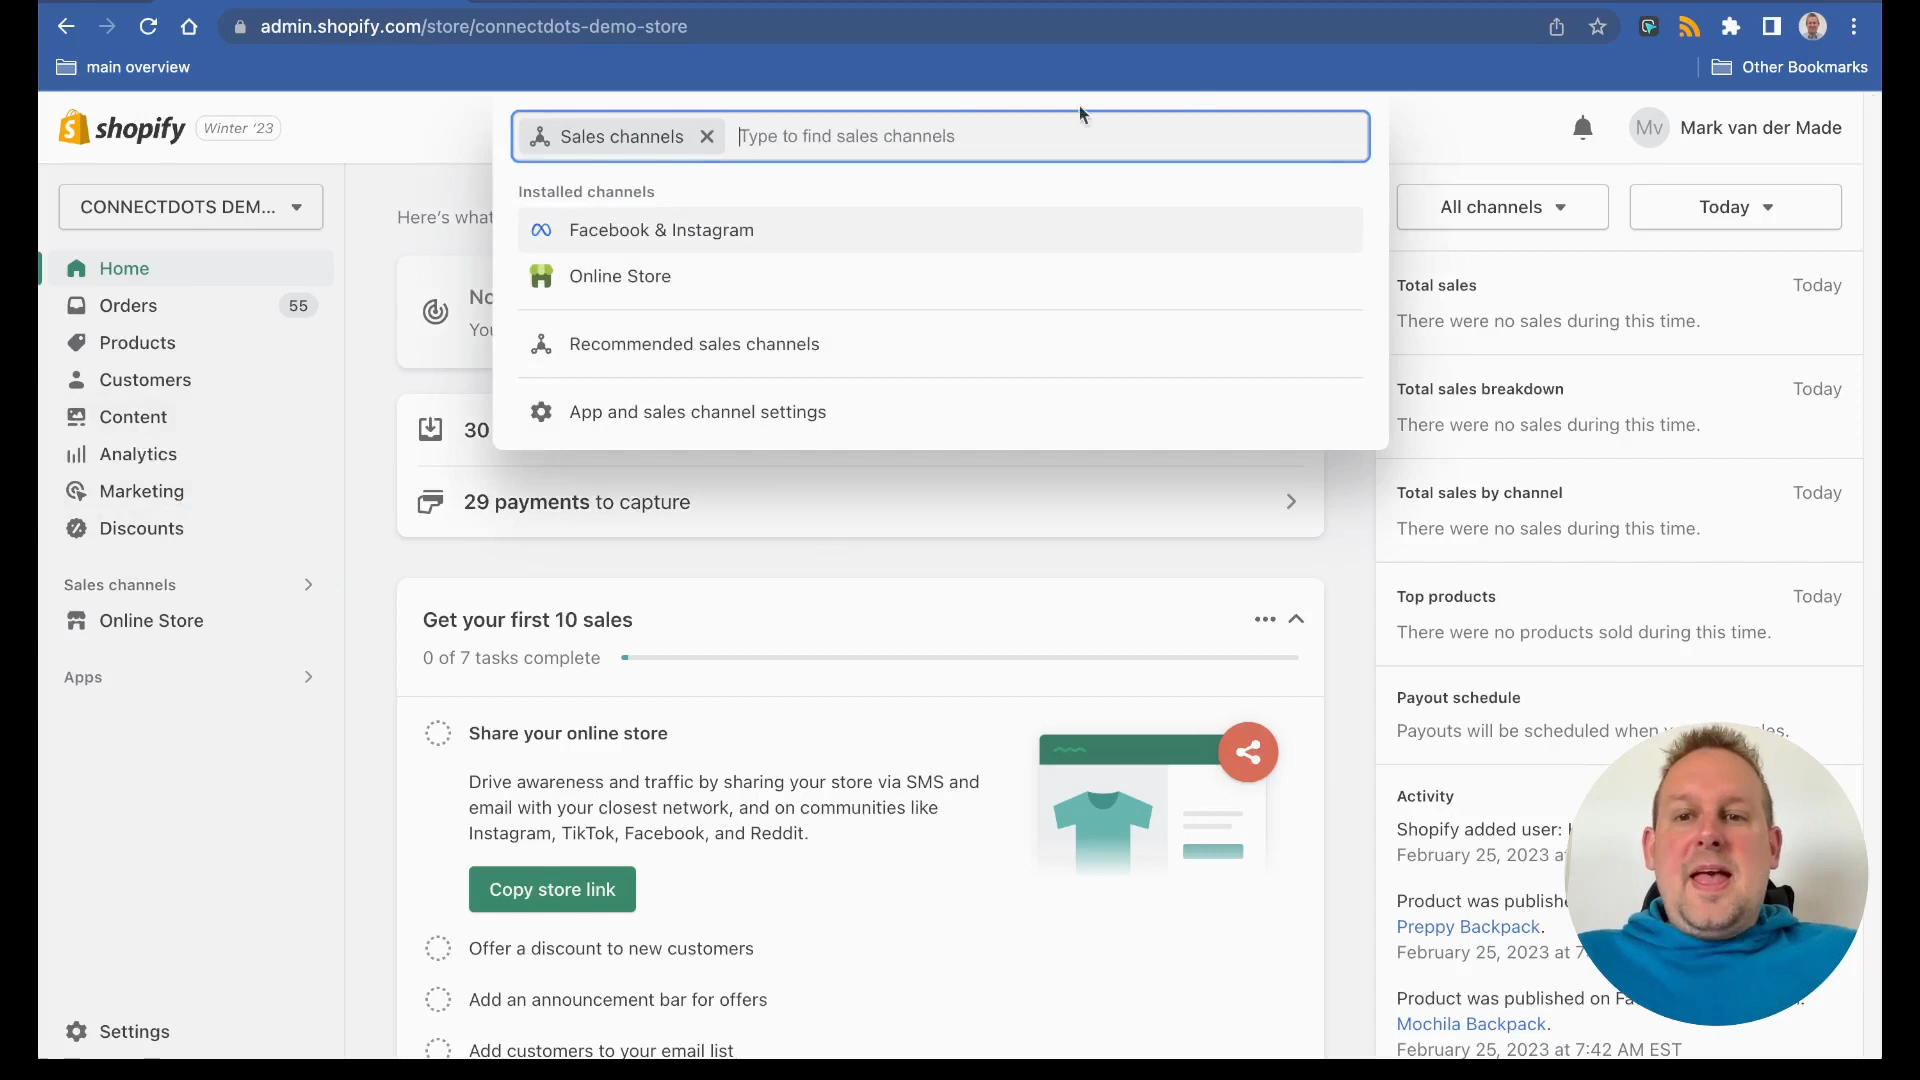 admin.shopify.com/store/connectdots-demo-store
main overview
Other Bookmarks
shopify
Winter '23
Sales channels
Type to find sales channels
Mv
Mark van der Made
CONNECTDOTS DEM...
Home
Orders
55
Products
Customers
Content
Analytics
Marketing
Discounts
Sales channels
Online Store
Apps
Settings
Here's what
Installed channels
Facebook & Instagram
Online Store
Recommended sales channels
App and sales channel settings
30
29 payments to capture
Get your first 10 sales
0 of 7 tasks complete
Share your online store
Drive awareness and traffic by sharing your store via SMS and
email with your closest network, and on communities like
Instagram, TikTok, Facebook, and Reddit.
Copy store link
Offer a discount to new customers
Add an announcement bar for offers
Add customers to your email list
All channels
Today
Total sales
Today
There were no sales during this time.
Total sales breakdown
Today
There were no sales during this time.
Total sales by channel
Today
There were no sales during this time.
Top products
Today
There were no products sold during this time.
Payout schedule
Payouts will be scheduled when
Activity
Shopify added user:
February 25, 2023 a
Product was publish
Preppy Backpack.
February 25, 2023 at 7
Product was published on Fa
Mochila Backpack.
February 25, 2023 at 7:42 AM EST